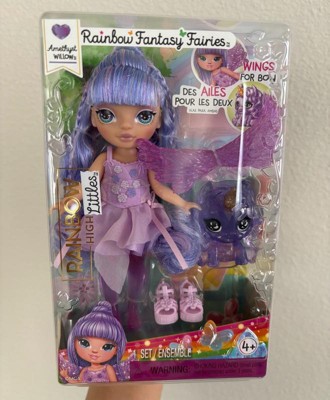 Amethyst
WILLOW
Rainbow Fantasy Fairies
WINGS
FOR BOTH
DES AILES
POUR LES DEUX
RAINBOW
HIGH
Littles
1 SET/ENSEMBLE
WARNING:
4+